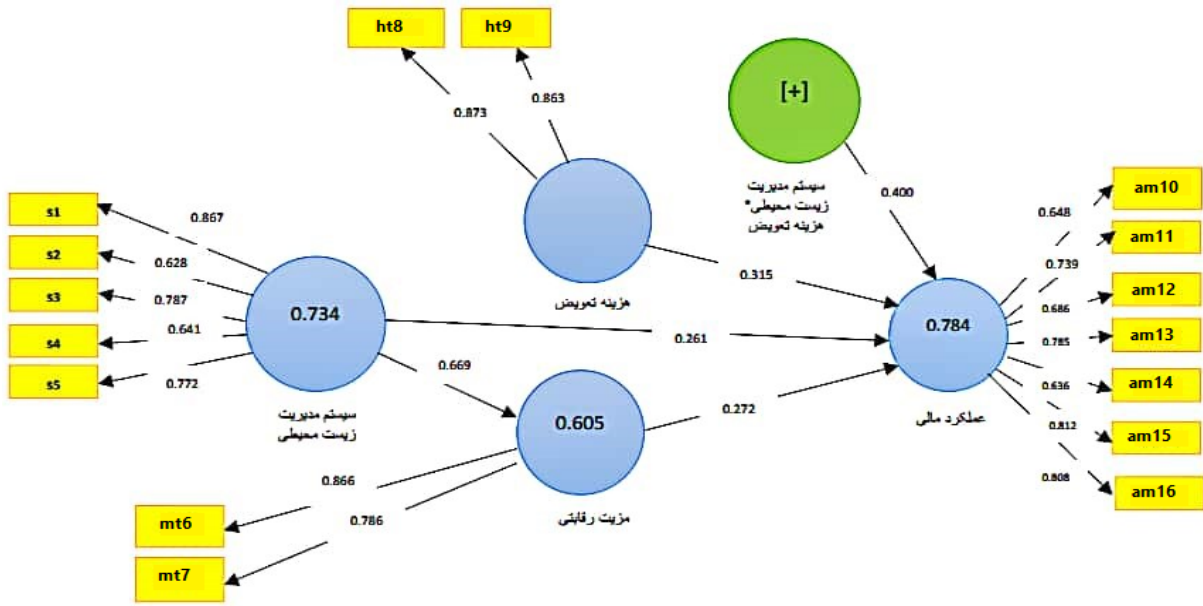 ht8
ht9
0.873
0.863
[+]
سیستم مدیریت
زیست محیطی*
هزینه تعویض
0.400
هزینه تعویض
0.315
s1
s2
s3
s4
s5
0.867
0.628
0.787
0.641
0.772
0.734
سیستم مدیریت
زیست محیطی
0.261
0.669
0.605
مزیت رقابتی
0.272
0.866
0.786
mt6
mt7
0.784
عملکرد مالی
0.648
0.739
0.686
0.785
0.636
0.812
0.808
am10
am11
am12
am13
am14
am15
am16